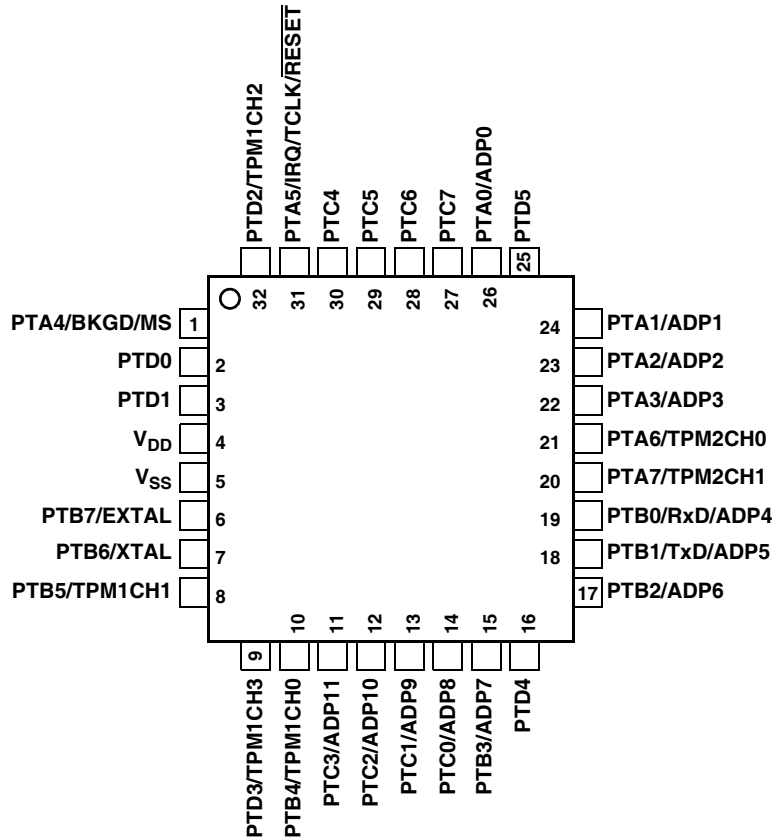 PTD2/TPM1CH2
PTA5/IRQ/TCLK/RESET
PTC4
PTC5
PTC6
PTC7
PTA0/ADP0
PTD5
32
31
30
29
28
27
26
25
PTA4/BKGD/MS 1
PTD0 2
PTD1 3
VDD 4
VSS 5
PTB7/EXTAL 6
PTB6/XTAL 7
PTB5/TPM1CH1 8
24 PTA1/ADP1
23 PTA2/ADP2
22 PTA3/ADP3
21 PTA6/TPM2CH0
20 PTA7/TPM2CH1
19 PTB0/RxD/ADP4
18 PTB1/TxD/ADP5
17 PTB2/ADP6
9
10
11
12
13
14
15
16
PTD3/TPM1CH3
PTB4/TPM1CH0
PTC3/ADP11
PTC2/ADP10
PTC1/ADP9
PTC0/ADP8
PTB3/ADP7
PTD4